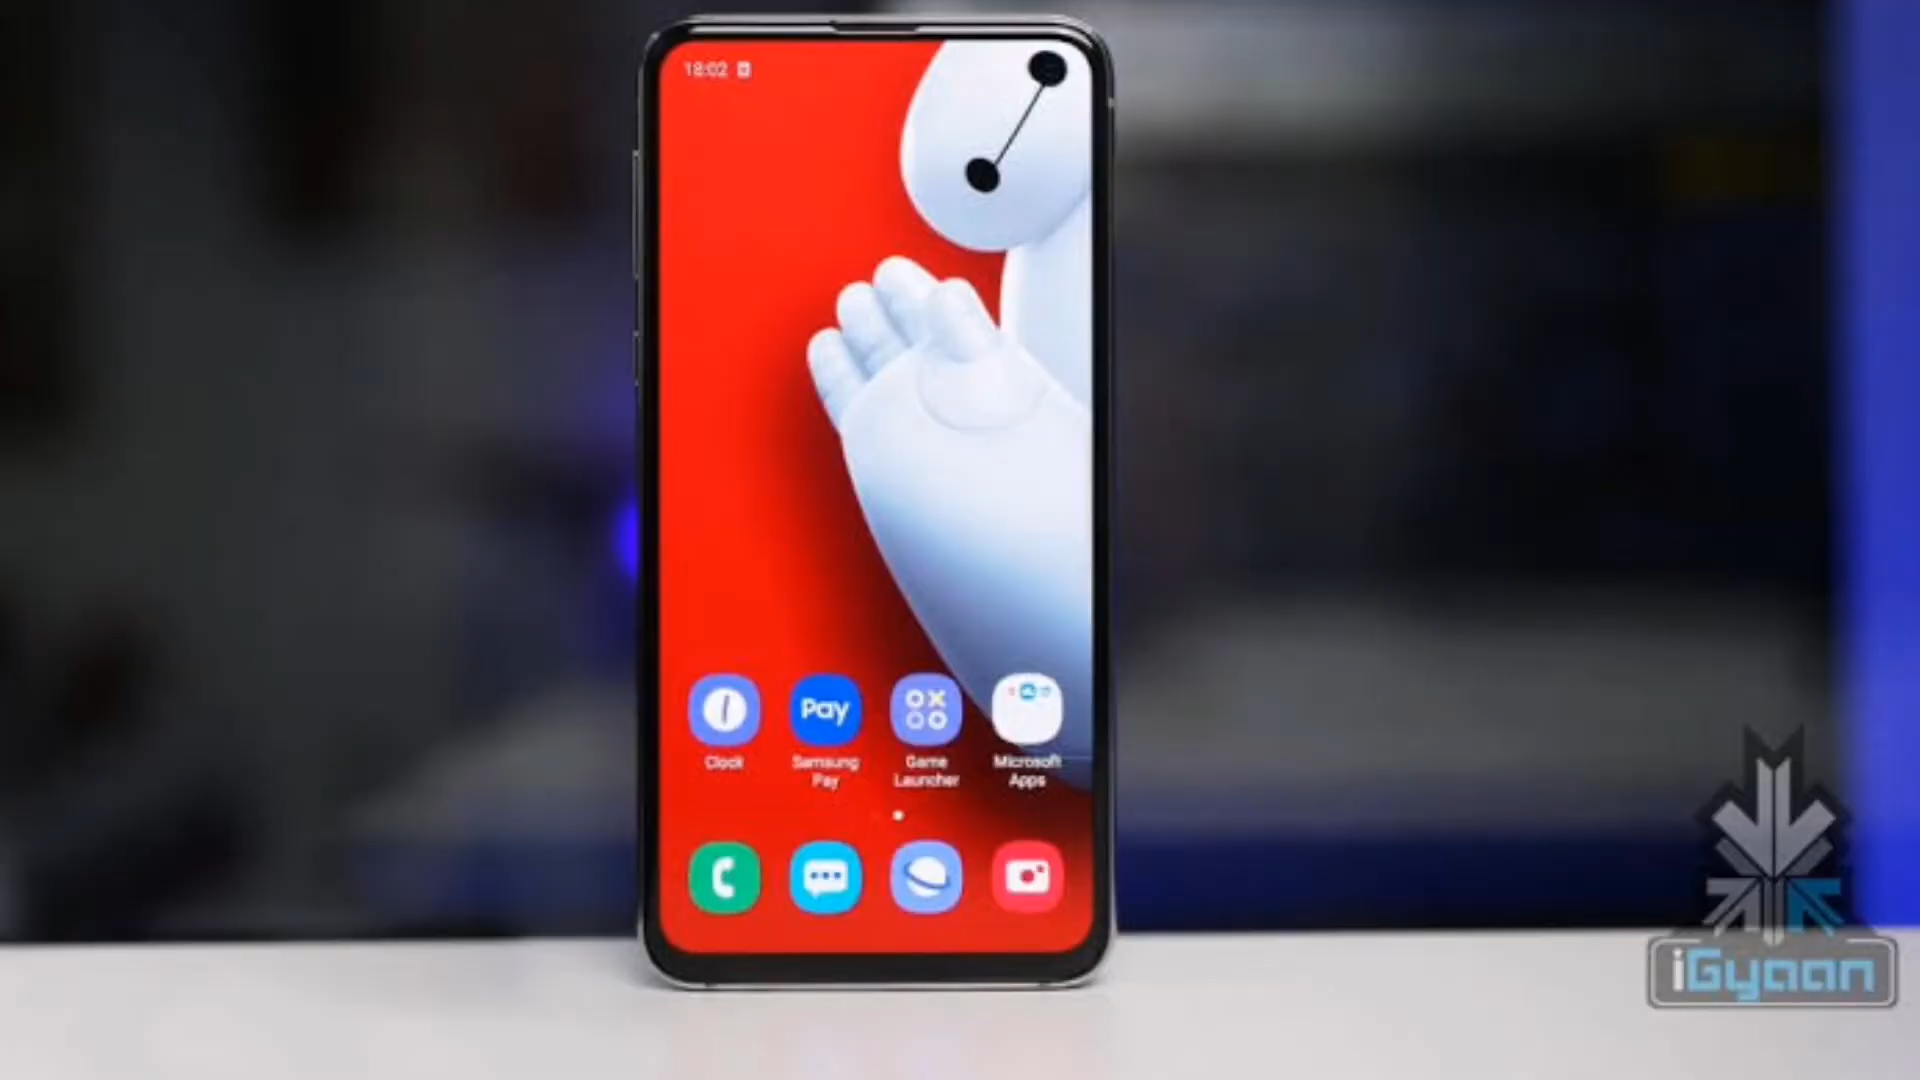 18:02
Pay
Clock
Samsung
Pay
Game
Launcher
Microsoft
Apps
iGyaan